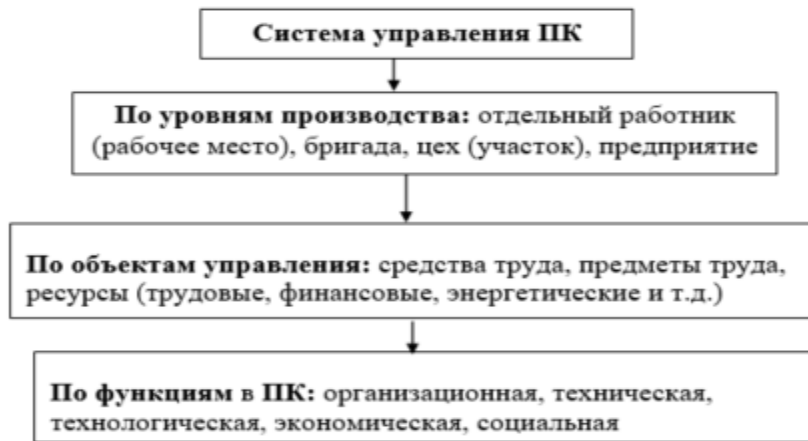 Система управления ПК
По уровням производства: отдельный работник
(рабочее место), бригада, цех (участок), предприятие
По объектам управления: средства труда, предметы труда,
ресурсы (трудовые, финансовые, энергетические и т.д.)
По функциям в ПК: организационная, техническая,
технологическая, экономическая, социальная